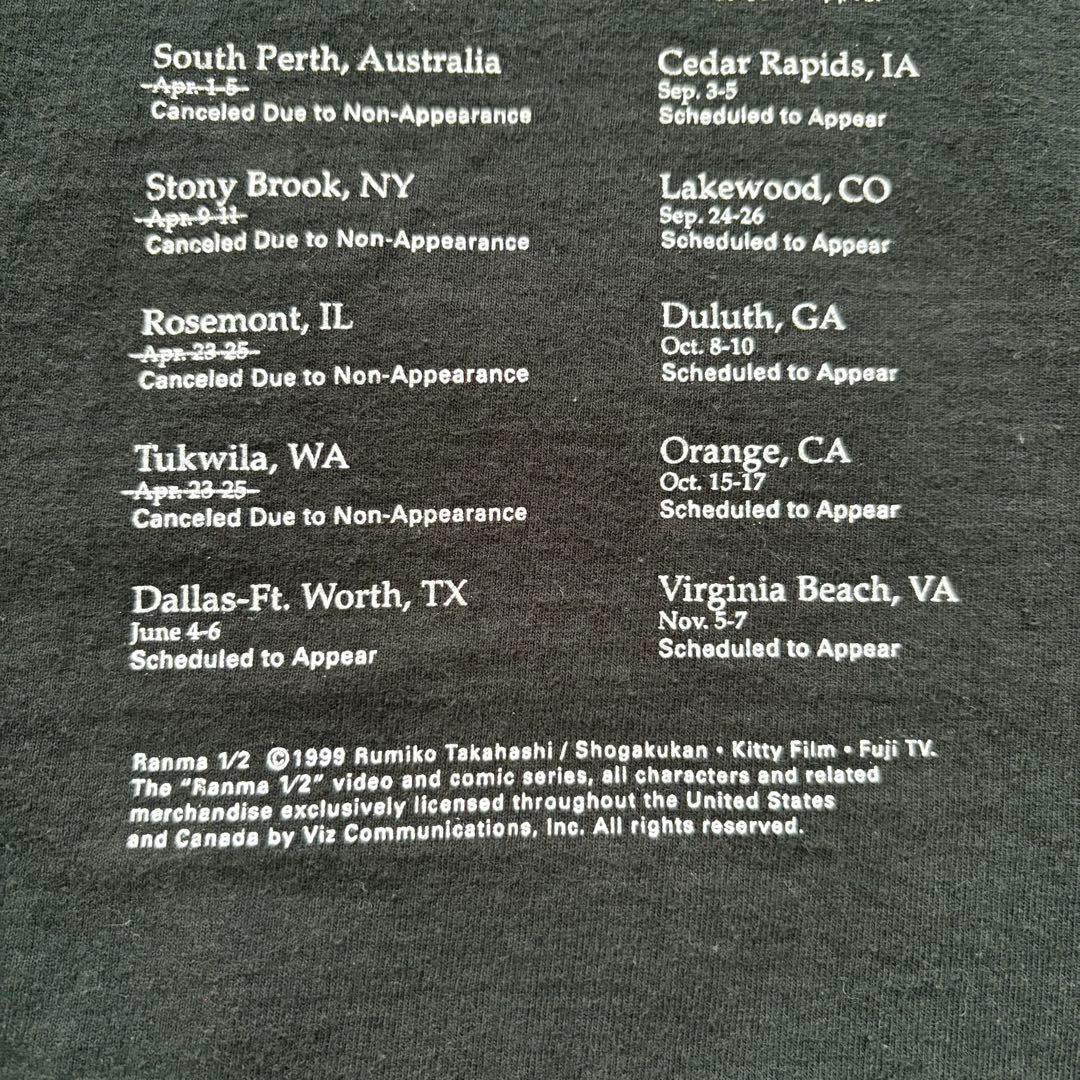 South Perth, Australia
Apr. 1-5
Canceled Due to Non-Appearance
Stony Brook, NY
Apr. 9-11
Canceled Due to Non-Appearance
Rosemont, IL
Apr. 23-25
Canceled Due to Non-Appearance
Tukwila, WA
Apr. 23-25
Canceled Due to Non-Appearance
Dallas-Ft. Worth, TX
June 4-6
Scheduled to Appear
Cedar Rapids, IA
Sep. 3-5
Scheduled to Appear
Lakewood, CO
Sep. 24-26
Scheduled to Appear
Duluth, GA
Oct. 8-10
Scheduled to Appear
Orange, CA
Oct. 15-17
Scheduled to Appear
Virginia Beach, VA
Nov. 5-7
Scheduled to Appear
Ranma 1/2 ©1999 Rumiko Takahashi / Shogakukan • Kitty Film • Fuji TV.
The “Ranma 1/2” video and comic series, all characters and related
merchandise exclusively licensed throughout the United States
and Canada by Viz Communications, Inc. All rights reserved.